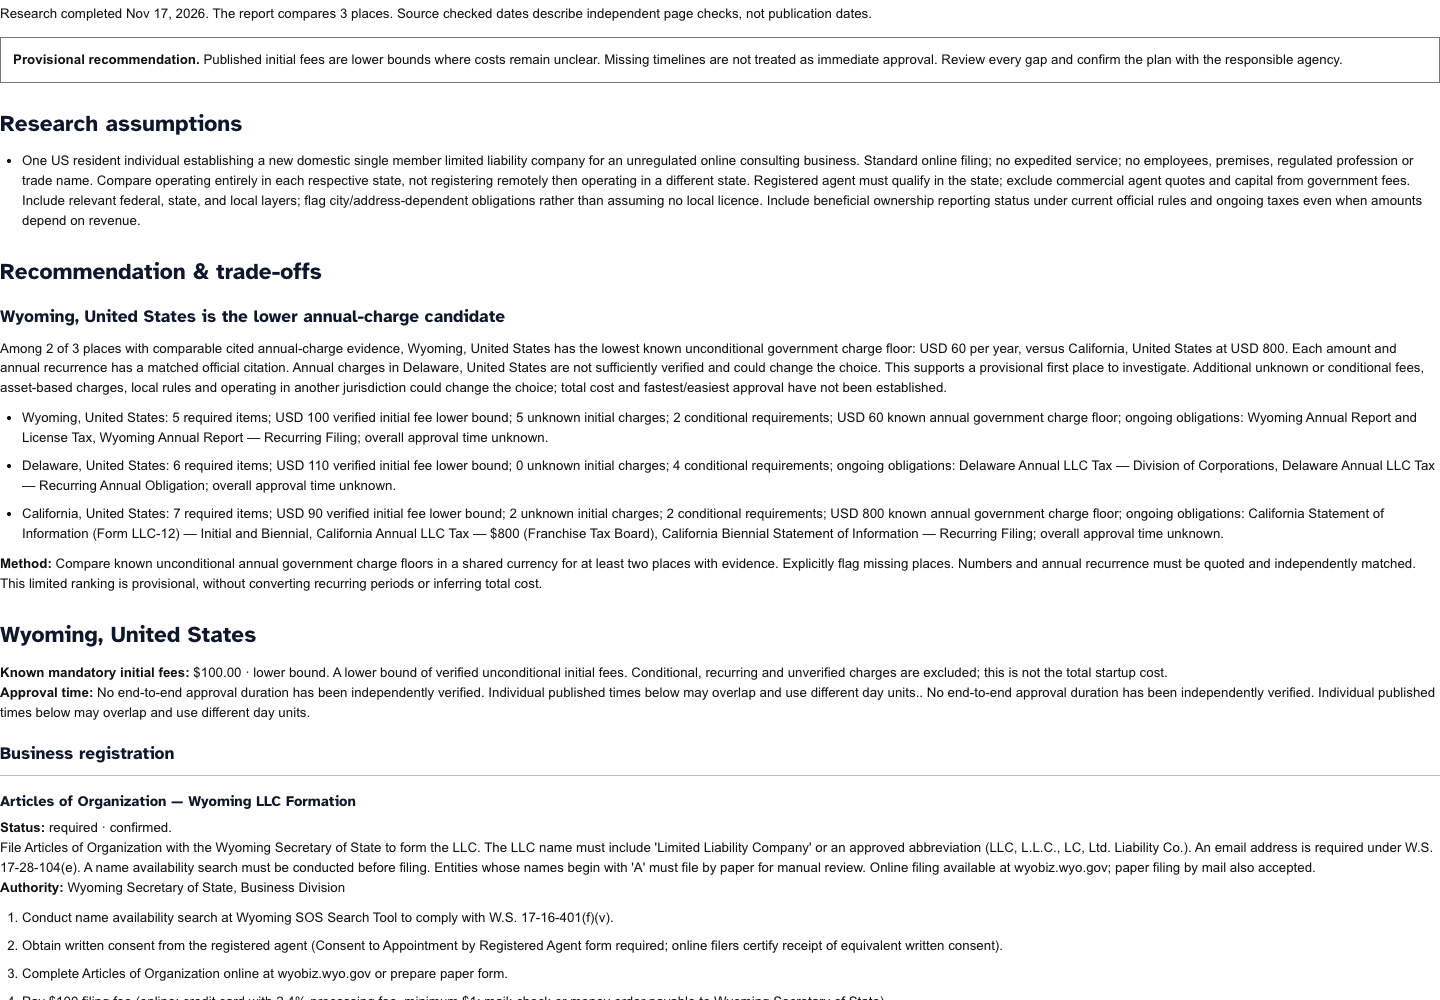 Research completed Nov 17, 2026. The report compares 3 places. Source checked dates describe independent page checks, not publication dates.
Provisional recommendation. Published initial fees are lower bounds where costs remain unclear. Missing timelines are not treated as immediate approval. Review every gap and confirm the plan with the responsible agency.
Research assumptions
• One US resident individual establishing a new domestic single member limited liability company for an unregulated online consulting business. Standard online filing; no expedited service; no employees, premises, regulated profession or
trade name. Compare operating entirely in each respective state, not registering remotely then operating in a different state. Registered agent must qualify in the state; exclude commercial agent quotes and capital from government fees.
Include relevant federal, state, and local layers; flag city/address-dependent obligations rather than assuming no local licence. Include beneficial ownership reporting status under current official rules and ongoing taxes even when amounts
depend on revenue.
Recommendation & trade-offs
Wyoming, United States is the lower annual-charge candidate
Among 2 of 3 places with comparable cited annual-charge evidence, Wyoming, United States has the lowest known unconditional government charge floor: USD 60 per year, versus California, United States at USD 800. Each amount and
annual recurrence has a matched official citation. Annual charges in Delaware, United States are not sufficiently verified and could change the choice. This supports a provisional first place to investigate. Additional unknown or conditional fees,
asset-based charges, local rules and operating in another jurisdiction could change the choice; total cost and fastest/easiest approval have not been established.
• Wyoming, United States: 5 required items; USD 100 verified initial fee lower bound; 5 unknown initial charges; 2 conditional requirements; USD 60 known annual government charge floor; ongoing obligations: Wyoming Annual Report and
License Tax, Wyoming Annual Report — Recurring Filing; overall approval time unknown.
• Delaware, United States: 6 required items; USD 110 verified initial fee lower bound; 0 unknown initial charges; 4 conditional requirements; ongoing obligations: Delaware Annual LLC Tax — Division of Corporations, Delaware Annual LLC Tax
— Recurring Annual Obligation; overall approval time unknown.
• California, United States: 7 required items; USD 90 verified initial fee lower bound; 2 unknown initial charges; 2 conditional requirements; USD 800 known annual government charge floor; ongoing obligations: California Statement of
Information (Form LLC-12) — Initial and Biennial, California Annual LLC Tax — $800 (Franchise Tax Board), California Biennial Statement of Information — Recurring Filing; overall approval time unknown.
Method: Compare known unconditional annual government charge floors in a shared currency for at least two places with evidence. Explicitly flag missing places. Numbers and annual recurrence must be quoted and independently matched.
This limited ranking is provisional, without converting recurring periods or inferring total cost.
Wyoming, United States
Known mandatory initial fees: $100.00 · lower bound. A lower bound of verified unconditional initial fees. Conditional, recurring and unverified charges are excluded; this is not the total startup cost.
Approval time: No end-to-end approval duration has been independently verified. Individual published times below may overlap and use different day units.. No end-to-end approval duration has been independently verified. Individual published
times below may overlap and use different day units.
Business registration
Articles of Organization — Wyoming LLC Formation
Status: required · confirmed.
File Articles of Organization with the Wyoming Secretary of State to form the LLC. The LLC name must include 'Limited Liability Company' or an approved abbreviation (LLC, L.L.C., LC, Ltd. Liability Co.). An email address is required under W.S.
17-28-104(e). A name availability search must be conducted before filing. Entities whose names begin with 'A' must file by paper for manual review. Online filing available at wyobiz.wyo.gov; paper filing by mail also accepted.
Authority: Wyoming Secretary of State, Business Division
1. Conduct name availability search at Wyoming SOS Search Tool to comply with W.S. 17-16-401(f)(v).
2. Obtain written consent from the registered agent (Consent to Appointment by Registered Agent form required; online filers certify receipt of equivalent written consent).
3. Complete Articles of Organization online at wyobiz.wyo.gov or prepare paper form.